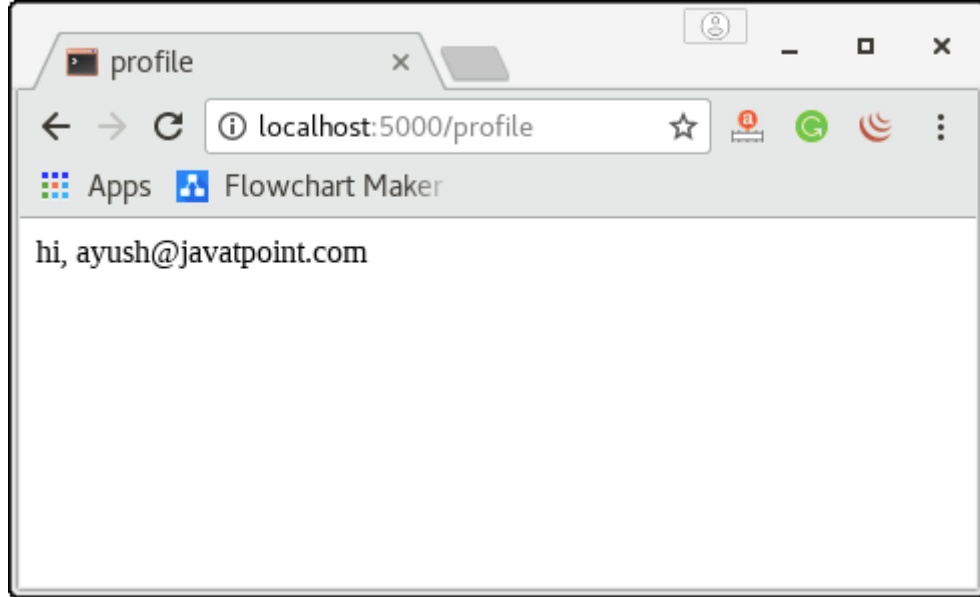 profile
localhost:5000/profile
Apps Flowchart Maker
hi, ayush@javatpoint.com